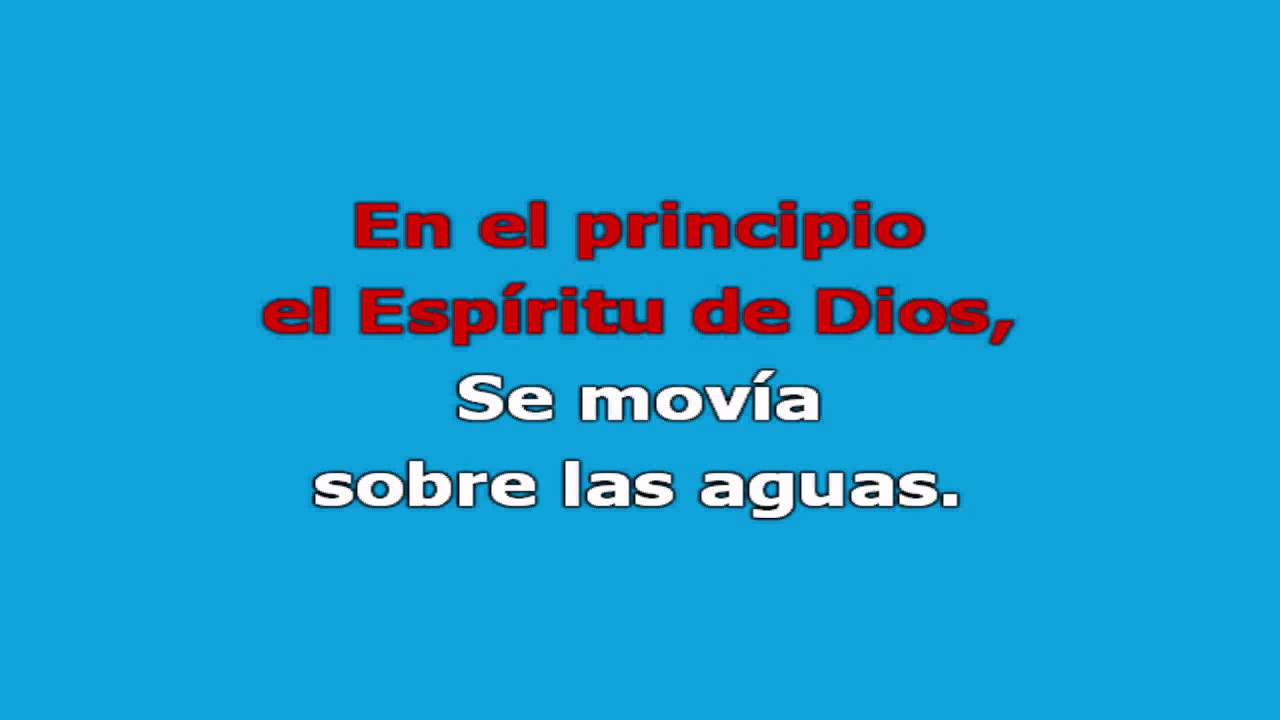 En el principio
el Espíritu de Dios,
Se movía
sobre las aguas.